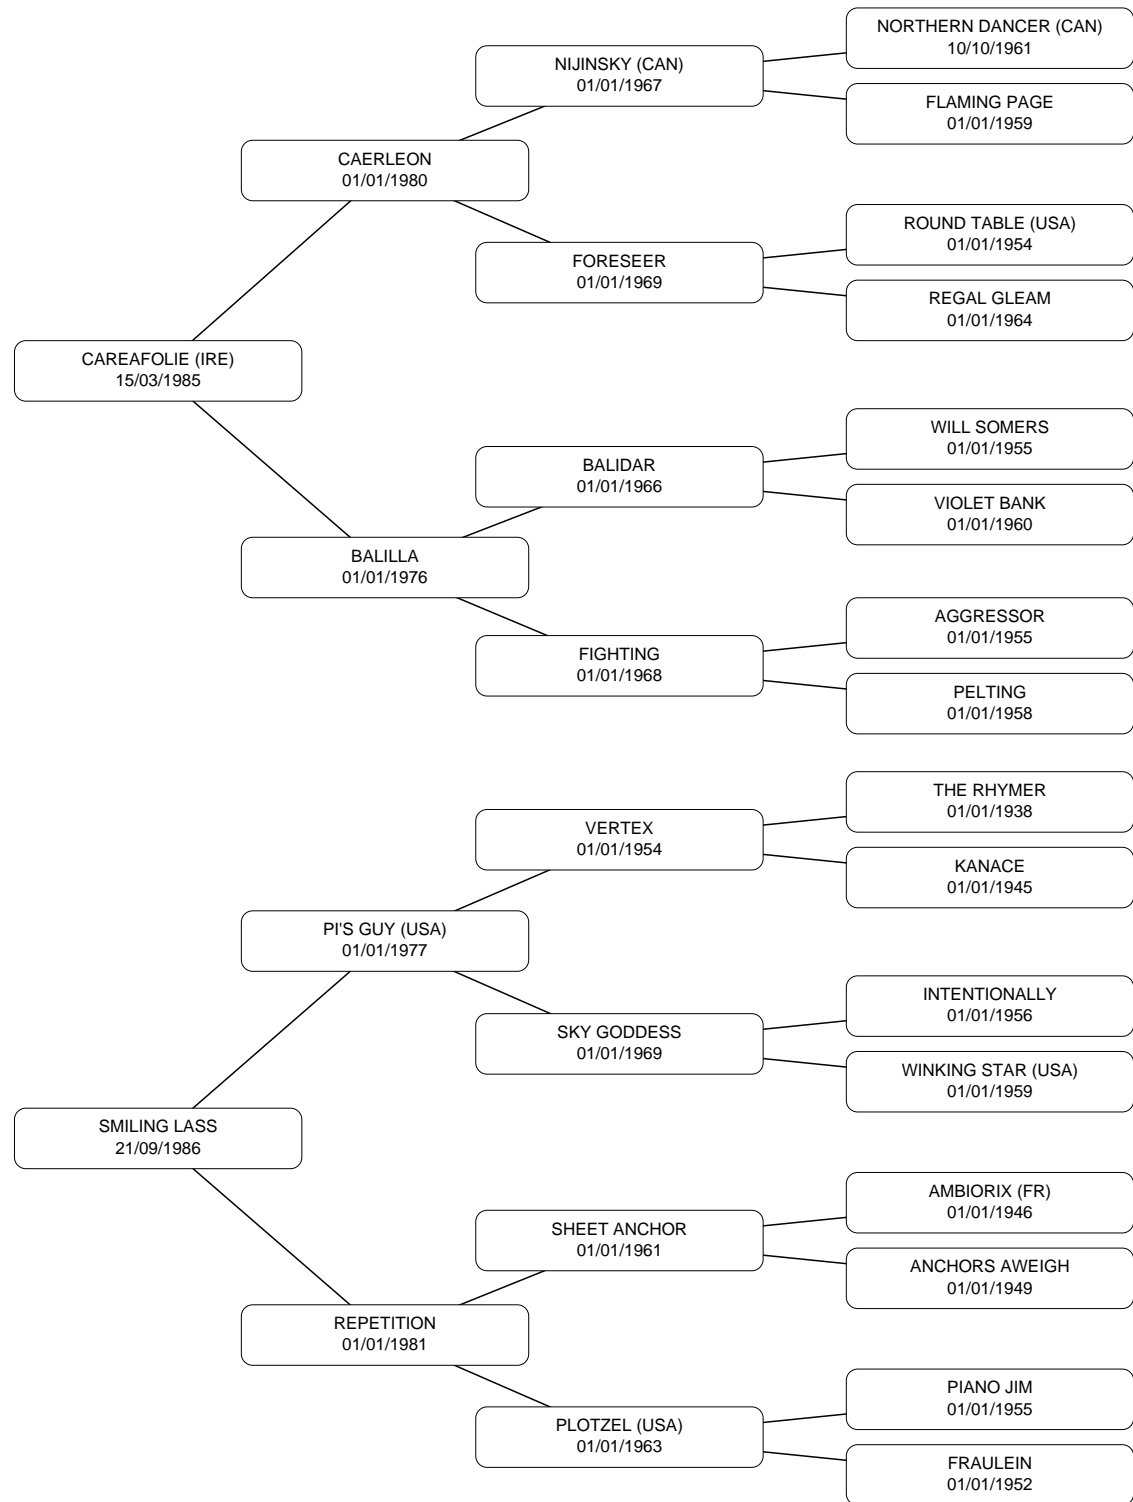 NORTHERN DANCER (CAN)
10/10/1961
NIJINSKY (CAN)
01/01/1967
FLAMING PAGE
01/01/1959
CAERLEON
01/01/1980
ROUND TABLE (USA)
01/01/1954
FORESEER
01/01/1969
REGAL GLEAM
01/01/1964
CAREAFOLIE (IRE)
15/03/1985
WILL SOMERS
01/01/1955
BALIDAR
01/01/1966
VIOLET BANK
01/01/1960
BALILLA
01/01/1976
AGGRESSOR
01/01/1955
FIGHTING
01/01/1968
PELTING
01/01/1958
THE RHYMER
01/01/1938
VERTEX
01/01/1954
KANACE
01/01/1945
PI'S GUY (USA)
01/01/1977
INTENTIONALLY
01/01/1956
SKY GODDESS
01/01/1969
WINKING STAR (USA)
01/01/1959
SMILING LASS
21/09/1986
AMBIORIX (FR)
01/01/1946
SHEET ANCHOR
01/01/1961
ANCHORS AWEIGH
01/01/1949
REPETITION
01/01/1981
PIANO JIM
01/01/1955
PLOTZEL (USA)
01/01/1963
FRAULEIN
01/01/1952